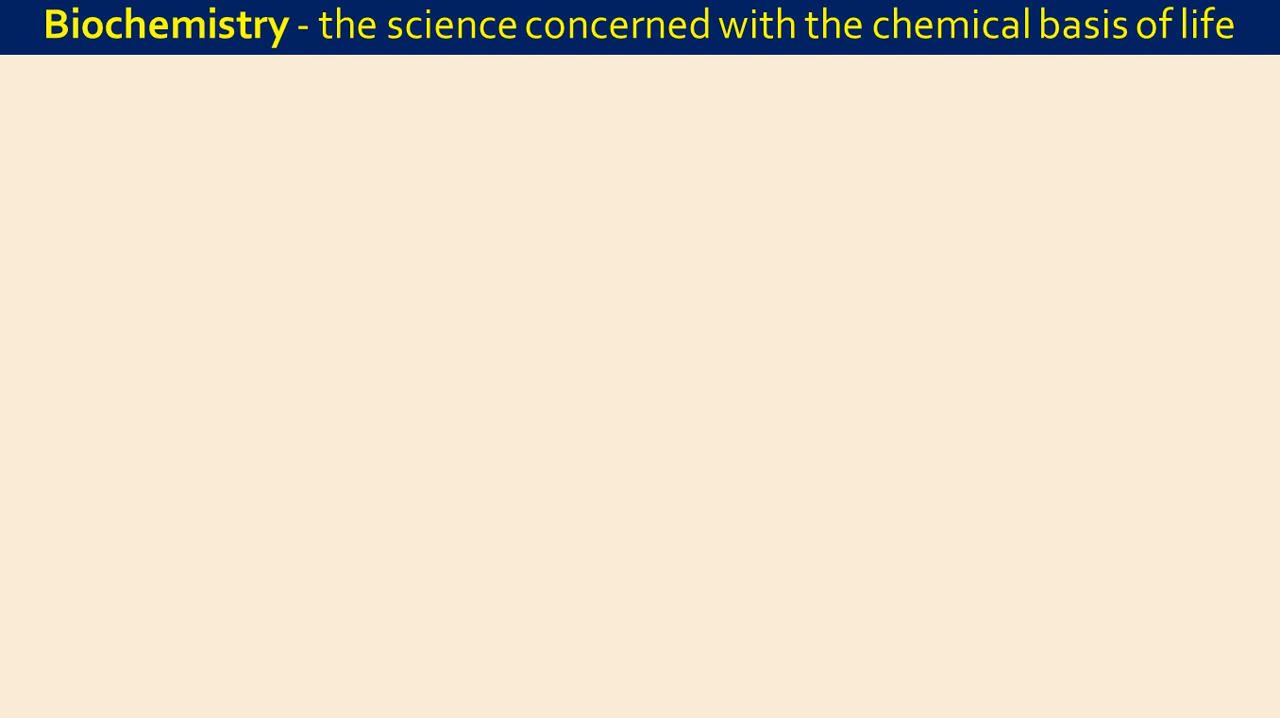 Biochemistry - the science concerned with the chemical basis of life